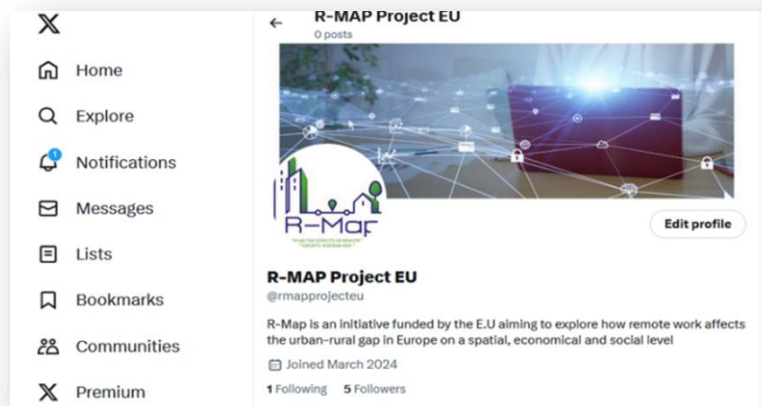 R-MAP Project EU
0 posts
Home
Explore
1
Notifications
Messages
Lists
Bookmarks
Communities
Premium
R-Map
Edit profile
R-MAP Project EU
@rmapprojecteu
R-Map is an initiative funded by the E.U aiming to explore how remote work affects
the urban-rural gap in Europe on a spatial, economical and social level
Joined March 2024
1 Following 5 Followers